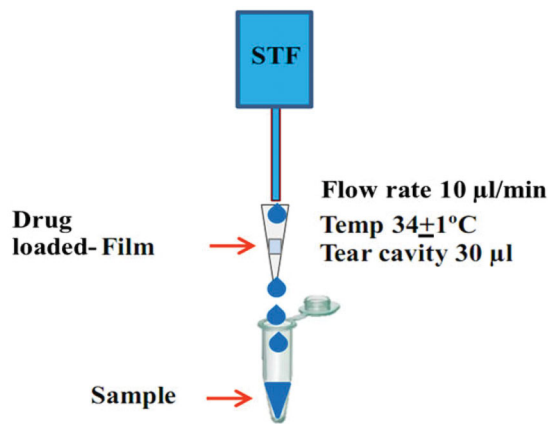 STF
Flow rate 10 µl/min
Temp 34±1ºC
Tear cavity 30 µl
Drug
loaded- Film
Sample